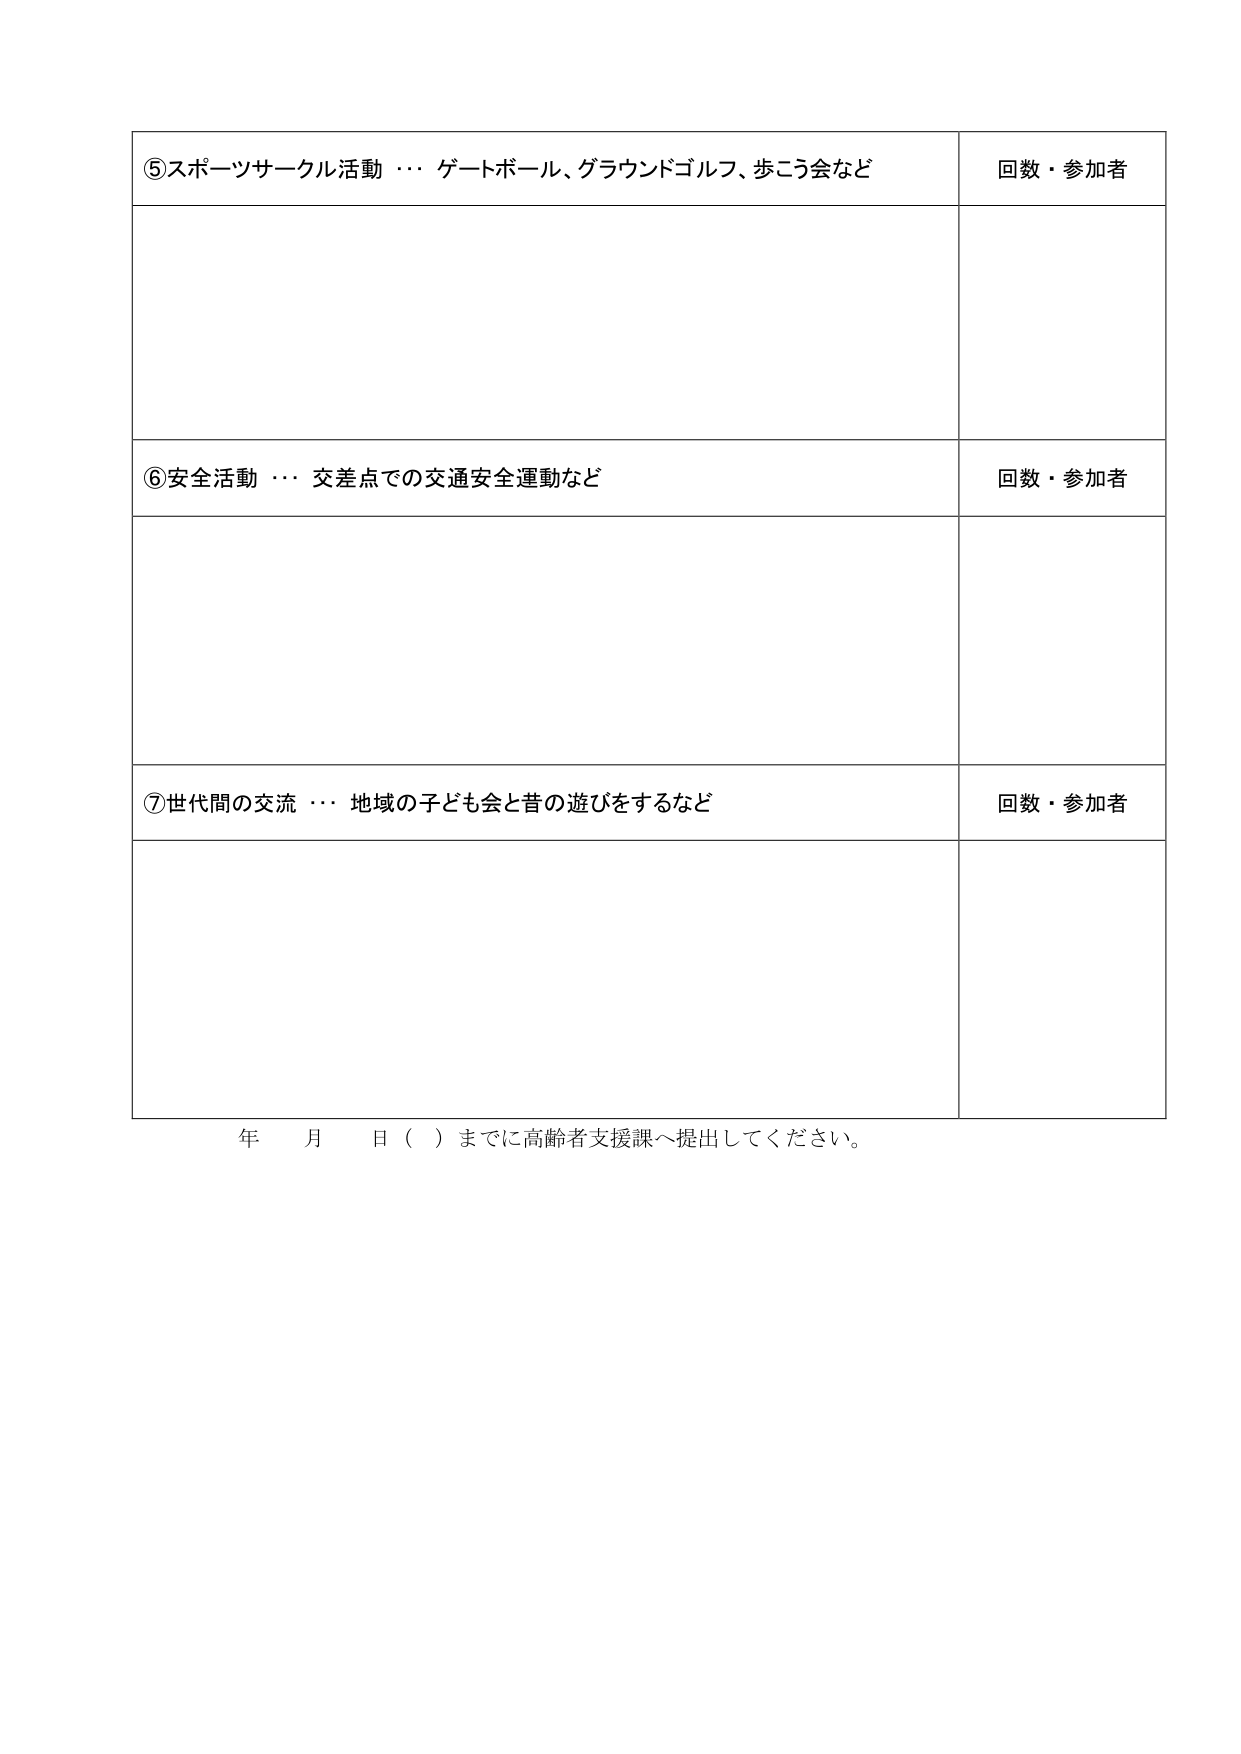 ⑤スポーツサークル活動 … ゲートボール、グラウンドゴルフ、歩こう会など
回数・参加者
⑥安全活動 … 交差点での交通安全運動など
回数・参加者
⑦世代間の交流 … 地域の子ども会と昔の遊びをするなど
回数・参加者
年　月　日（　）までに高齢者支援課へ提出してください。